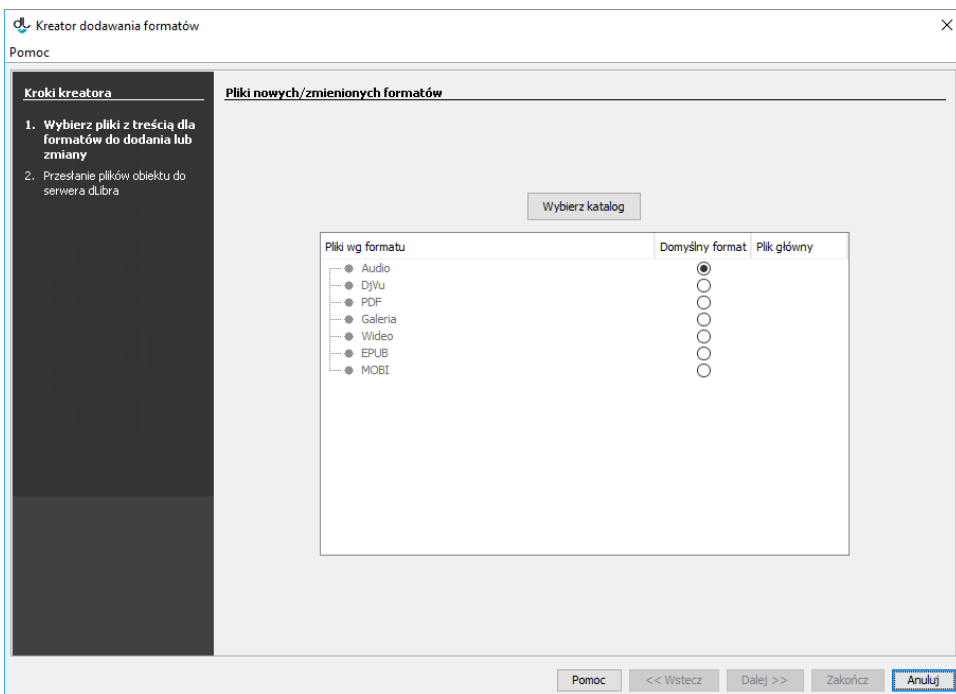 Kreator dodawania formatów
Pomoc
Kroki kreatora
1. Wybierz pliki z treścią dla
formatów do dodania lub
zmiany
2. Przesłanie plików obiektu do
serwera dLibra
Pliki nowych/zmienionych formatów
Wybierz katalog
Pliki wg formatu Domyślny format Plik główny
Audio
DjVu
PDF
Galeria
Wideo
EPUB
MOBI
Pomoc << Wstecz Dalej >> Zakończ Anuluj